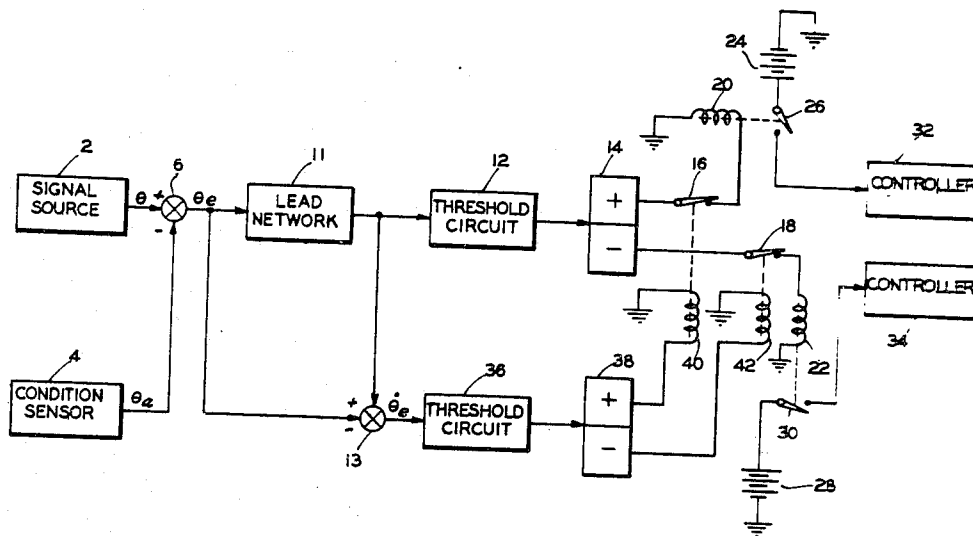 24
20
26
32
CONTROLLER
2
SIGNAL
SOURCE
θ
+
-
6
θe
11
LEAD
NETWORK
12
THRESHOLD
CIRCUIT
14
+
-
16
18
CONTROLLER
34
4
CONDITION
SENSOR
θa
+
-
13
θ̇e
36
THRESHOLD
CIRCUIT
38
+
-
40
42
22
30
28